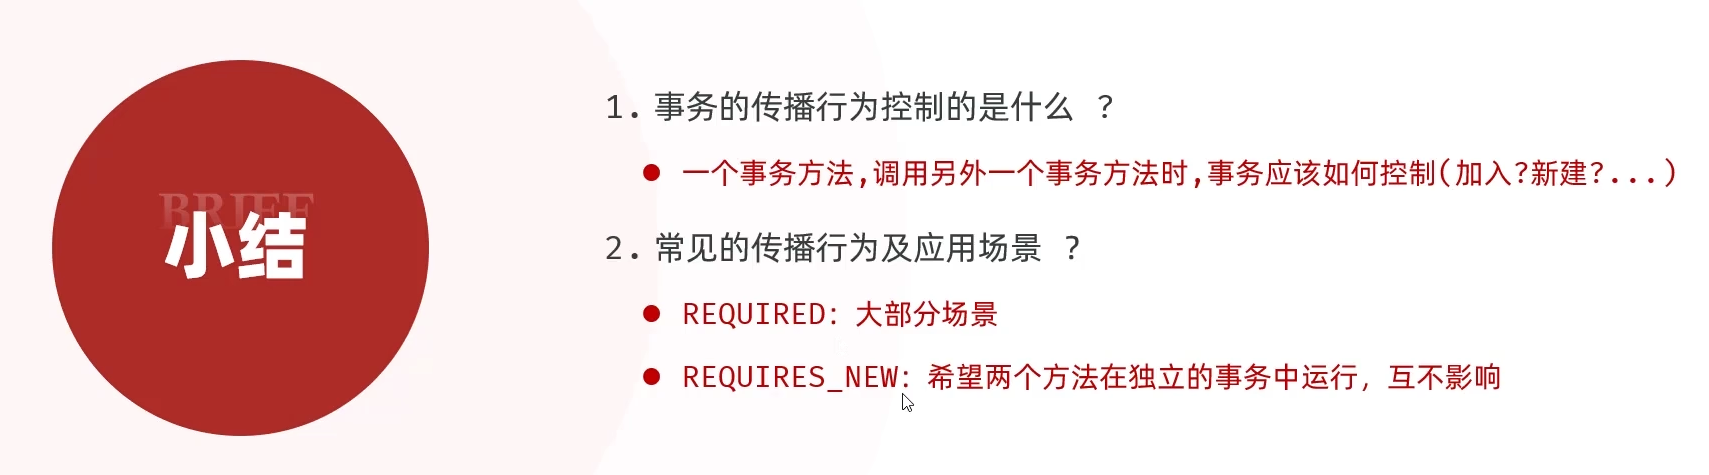 BRIEF
小结
1. 事务的传播行为控制的是什么 ?
● 一个事务方法,调用另外一个事务方法时,事务应该如何控制(加入?新建?...)
2. 常见的传播行为及应用场景 ?
● REQUIRED：大部分场景
● REQUIRES_NEW：希望两个方法在独立的事务中运行，互不影响